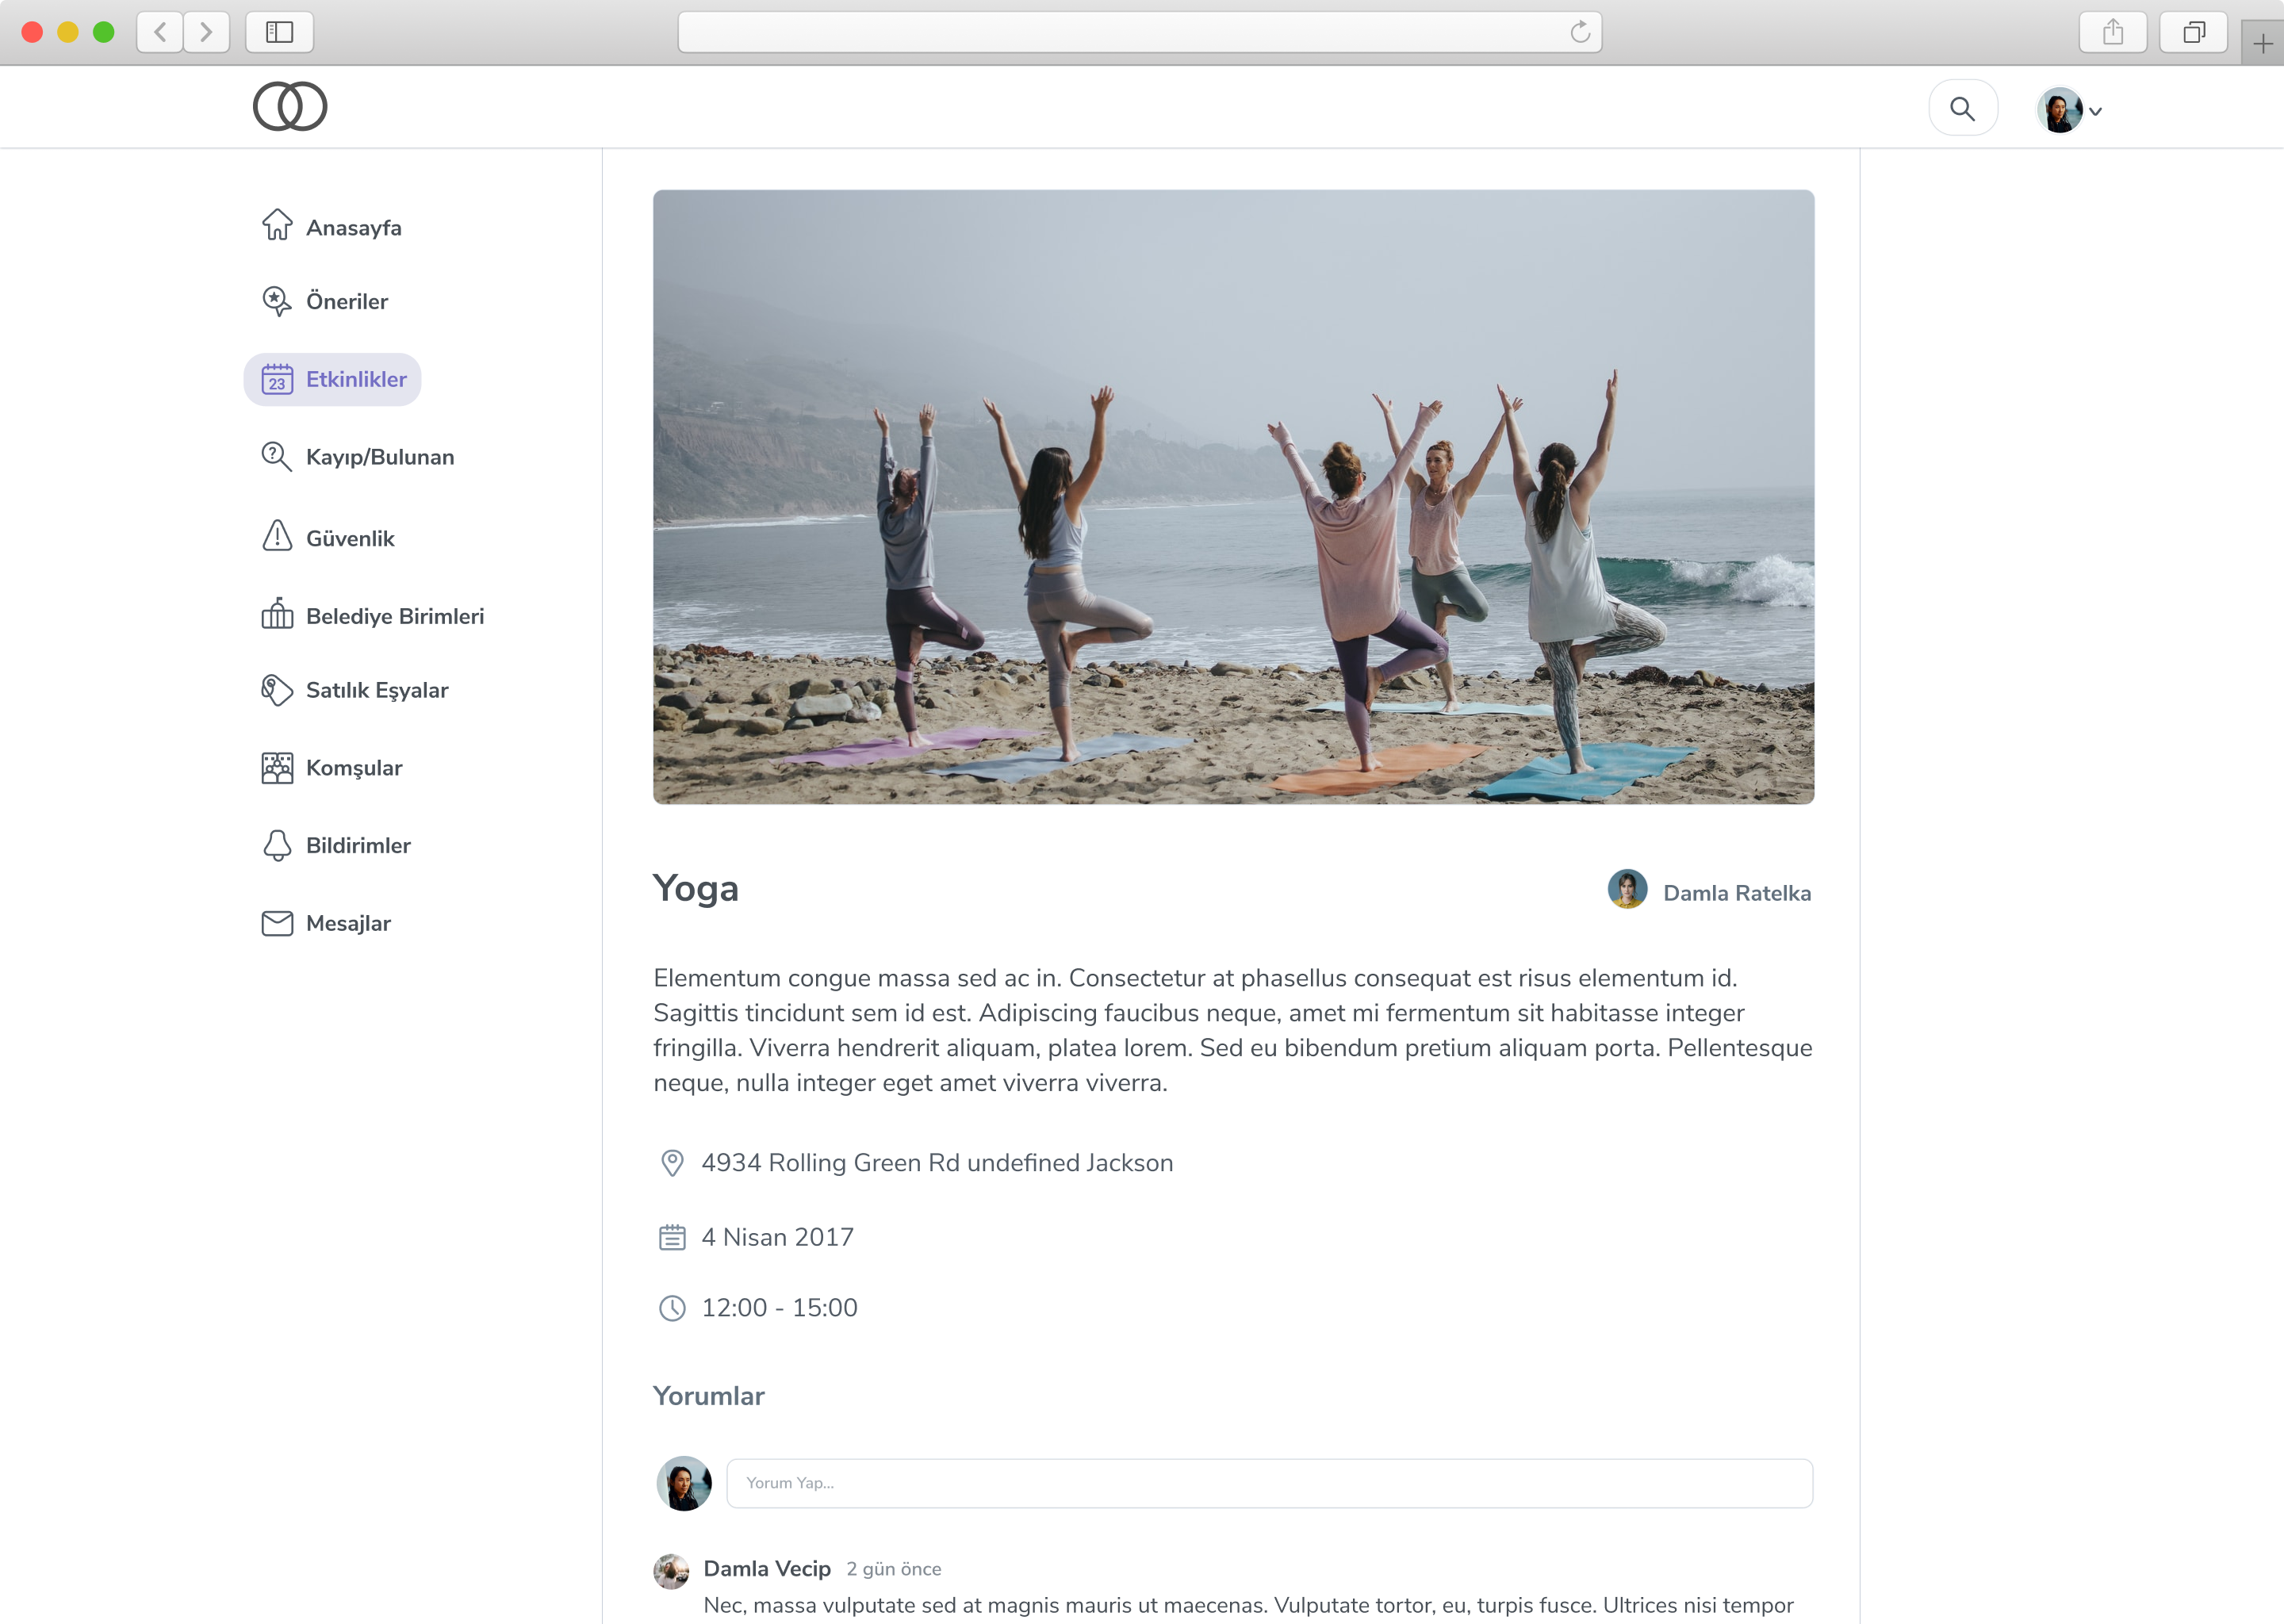 Anasayfa
Öneriler
23
Etkinlikler
Kayıp/Bulunan
Güvenlik
Belediye Birimleri
Satılık Eşyalar
Komşular
Bildirimler
Mesajlar
Yoga
Damla Ratelka
Elementum congue massa sed ac in. Consectetur at phasellus consequat est risus elementum id.
Sagittis tincidunt sem id est. Adipiscing faucibus neque, amet mi fermentum sit habitasse integer
fringilla. Viverra hendrerit aliquam, platea lorem. Sed eu bibendum pretium aliquam porta. Pellentesque
neque, nulla integer eget amet viverra viverra.
4934 Rolling Green Rd undefined Jackson
4 Nisan 2017
12:00 - 15:00
Yorumlar
Yorum Yap...
Damla Vecip 2 gün önce
Nec, massa vulputate sed at magnis mauris ut maecenas. Vulputate tortor, eu, turpis fusce. Ultrices nisi tempor